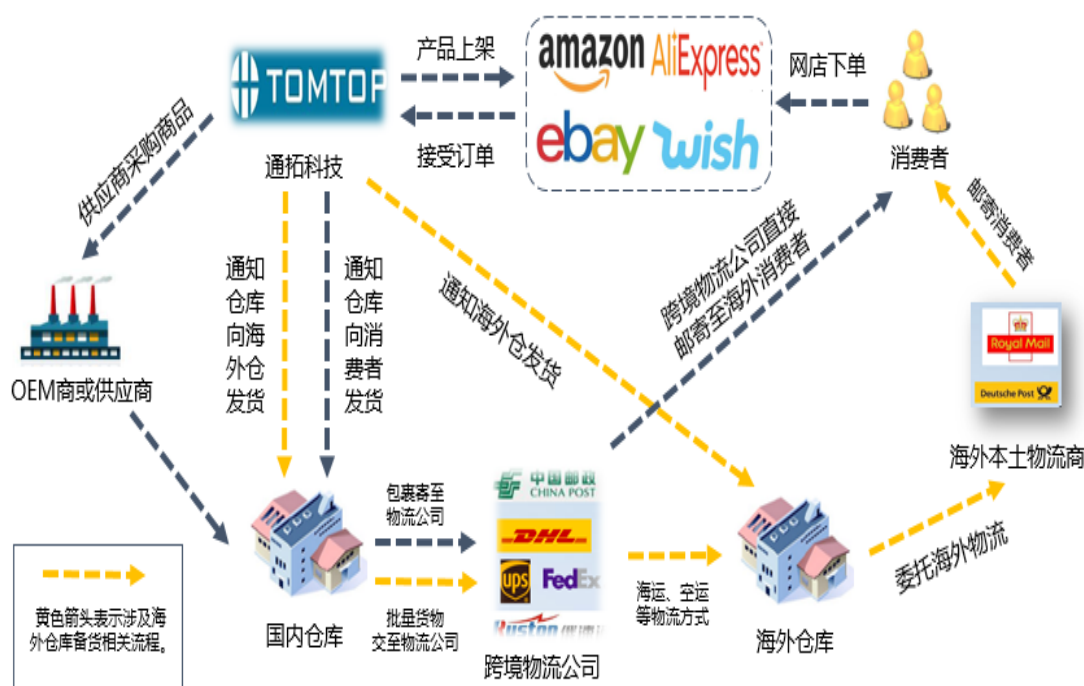 TOMTOP
通拓科技
产品上架
接受订单
amazon
AliExpress
ebay
wish
网店下单
消费者
供应商采购商品
OEM商或供应商
通知
仓库
向海
外仓
发货
通知
仓库
向消
费者
发货
通知海外仓发货
跨境物流公司直接
邮寄至海外消费者
邮寄消费者
Royal Mail
Deutsche Post
海外本土物流商
委托海外物流
国内仓库
包裹寄至
物流公司
批量货物
交至物流公司
中国邮政
CHINA POST
DHL
ups
FedEx
跨境物流公司
海运、空运
等物流方式
海外仓库
黄色箭头表示涉及海
外仓库备货相关流程。